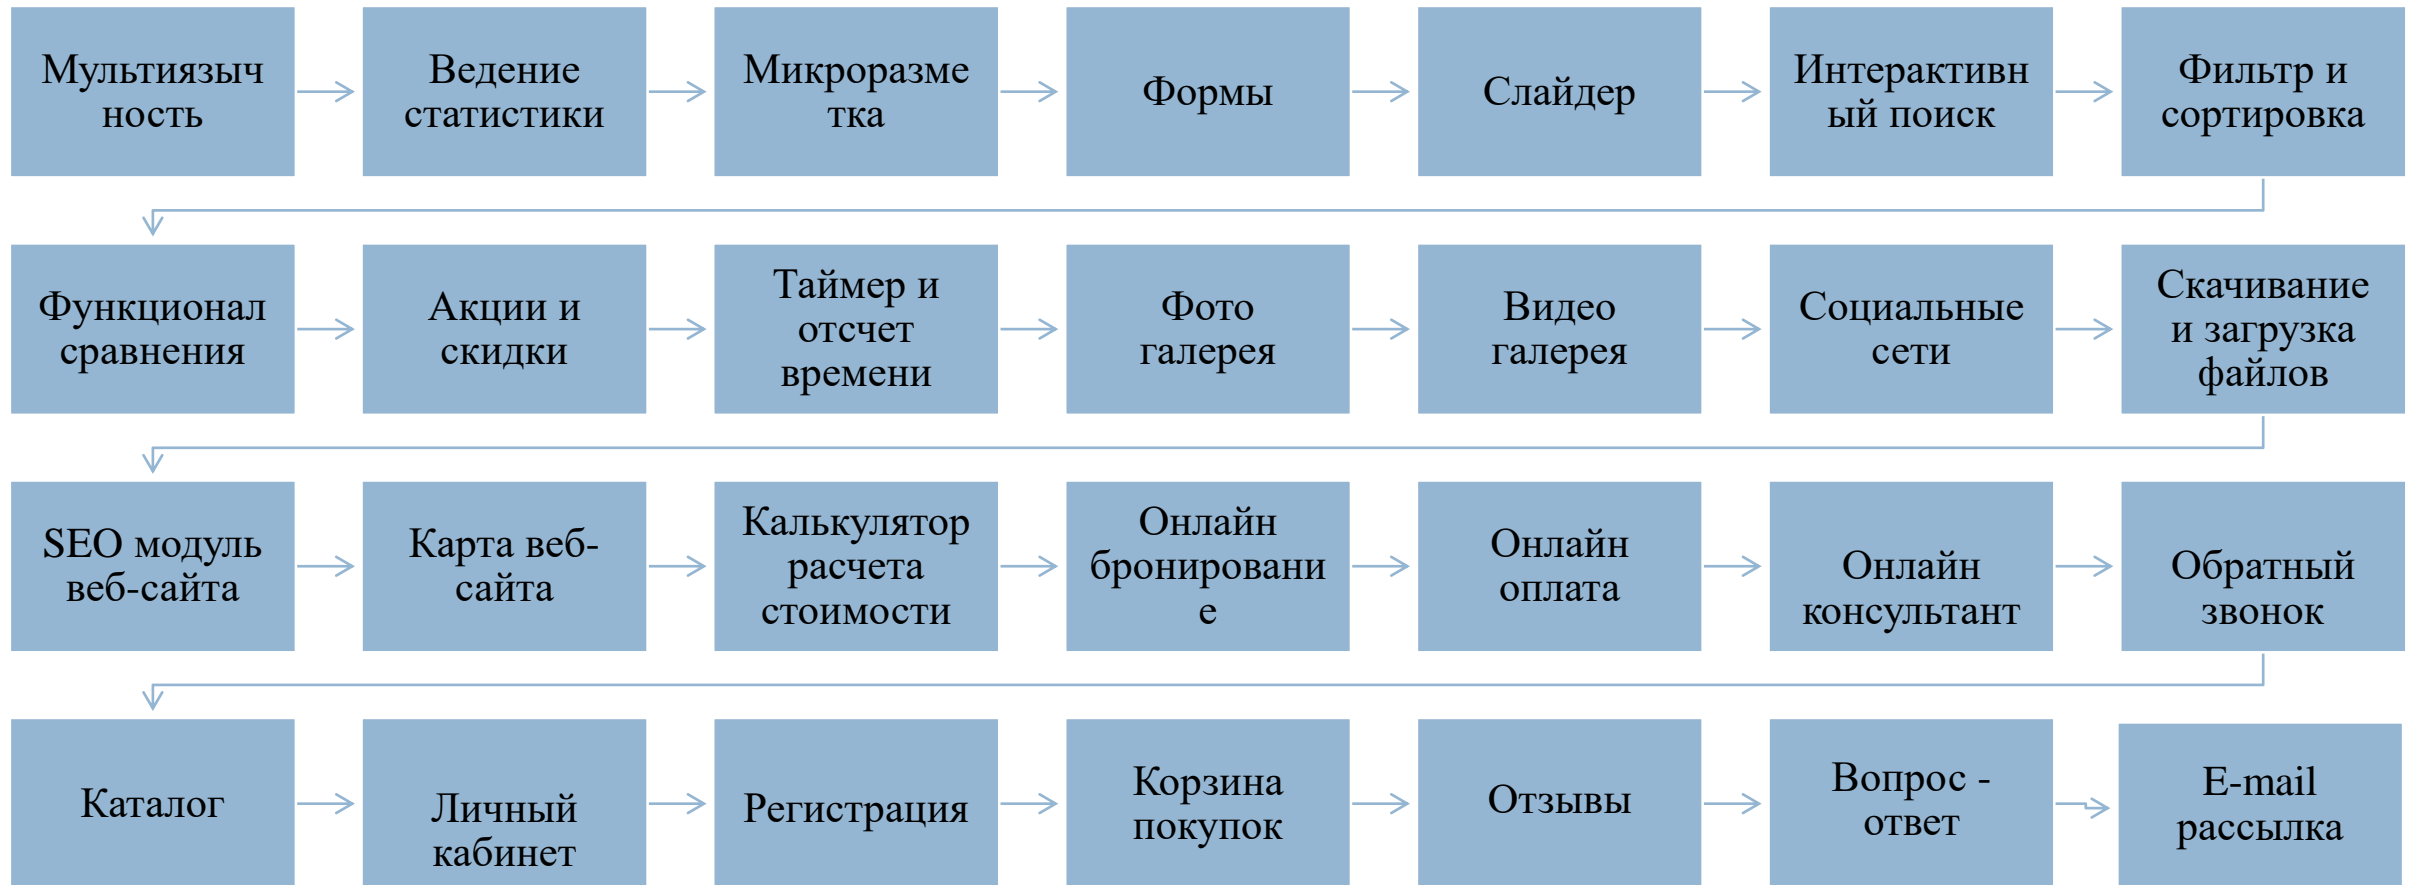 Мультиязыч
ность
Ведение
статистики
Микроразме
тка
Формы
Слайдер
Интерактивн
ый поиск
Фильтр и
сортировка
Функционал
сравнения
Акции и
скидки
Таймер и
отсчет
времени
Фото
галерея
Видео
галерея
Социальные
сети
Скачивание
и загрузка
файлов
SEO модуль
веб-сайта
Карта веб-
сайта
Калькулятор
расчета
стоимости
Онлайн
бронировани
е
Онлайн
оплата
Онлайн
консультант
Обратный
звонок
Каталог
Личный
кабинет
Регистрация
Корзина
покупок
Отзывы
Вопрос -
ответ
E-mail
рассылка